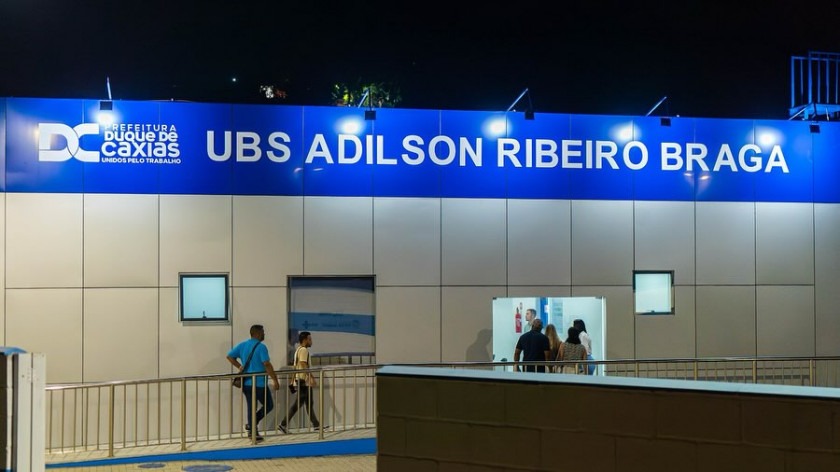 DC
PREFEITURA
DUQUE DE
CAXIAS
UNIDOS PELO TRABALHO
UBS ADILSON RIBEIRO BRAGA